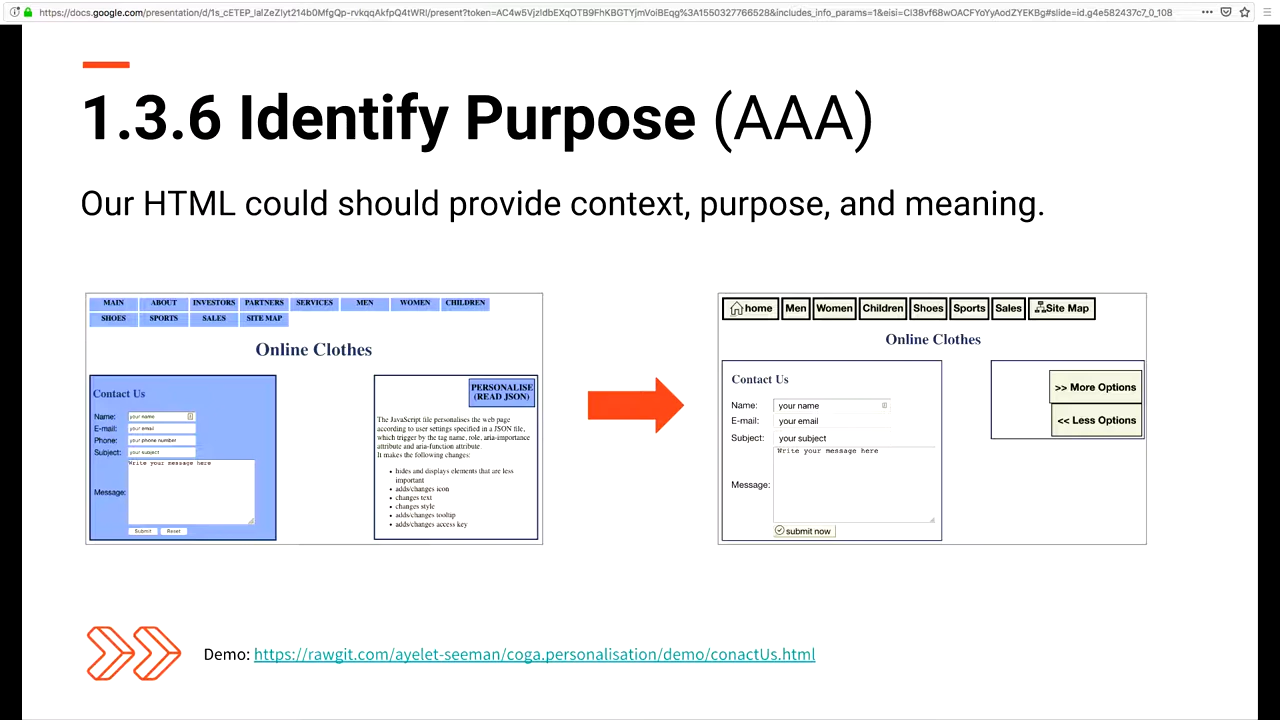 https://docs.google.com/presentation/d/1s_cETEP_IaIZeZIyt214b0MfgQp-rvkqqAkfpQ4tWRI/present?token=AC4w5VjzIdbEXqOTB9FhKBGTYjmVoiBEqg%3A1557027766528&includes_info_params=1&eisi=CI38vf68wOACFYoYyAodZYEKBg#slide=id.g4e582437c7_0_108
1.3.6 Identify Purpose (AAA)
Our HTML could should provide context, purpose, and meaning.
MAIN ABOUT INVESTORS PARTNERS SERVICES MEN WOMEN CHILDREN
SHOES SPORTS SALES SITE MAP
Online Clothes
Contact Us
Name: your name
E-mail: your email
Phone: your phone number
Subject: your subject
Write your message here
Message:
Submit Reset
PERSONALISE
(READ JSON)
The JavaScript file personalises the web page
according to user settings specified in a JSON file,
which trigger by the tag name, role, aria-importance
attribute and aria-function attribute.
It makes the following changes:
• hides and displays elements (that are less
important
• adds/changes icon
• changes text
• changes style
• adds/changes tooltip
• adds/changes access key
home Men Women Children Shoes Sports Sales Site Map
Online Clothes
Contact Us
Name: your name
E-mail: your email
Subject: your subject
Write your message here
Message:
submit now
>> More Options
<< Less Options
Demo: https://rawgit.com/ayelet-seeman/coga.personalisation/demo/conactUs.html